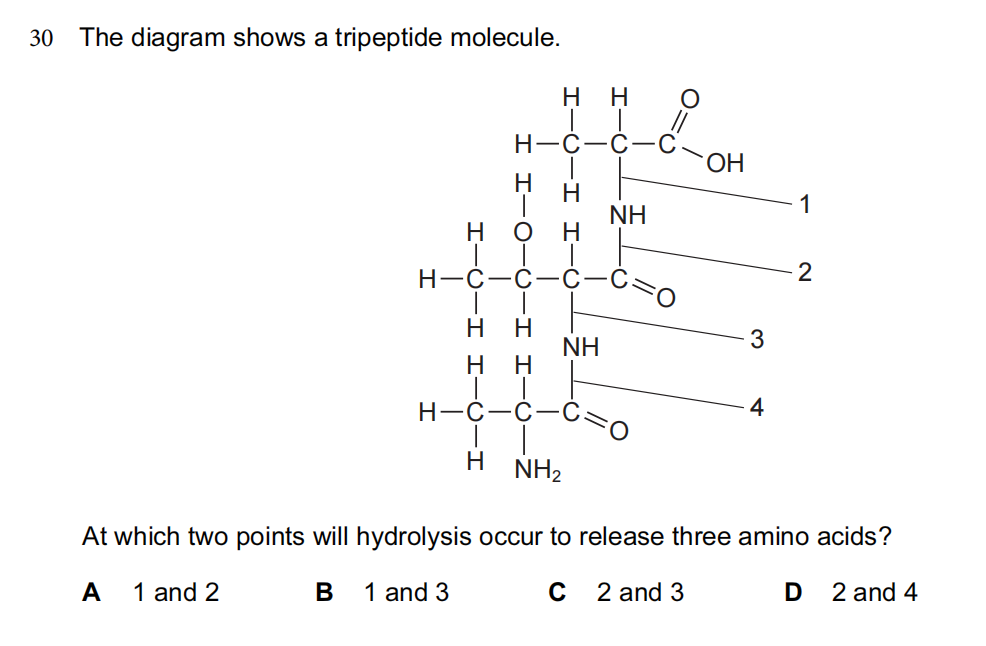 30 The diagram shows a tripeptide molecule.
H H O
H C C C OH
H H NH 1
H O H
H C C C C O 2
H H NH 3
H H
H C C C O 4
H NH₂
At which two points will hydrolysis occur to release three amino acids?
A 1 and 2 B 1 and 3 C 2 and 3 D 2 and 4